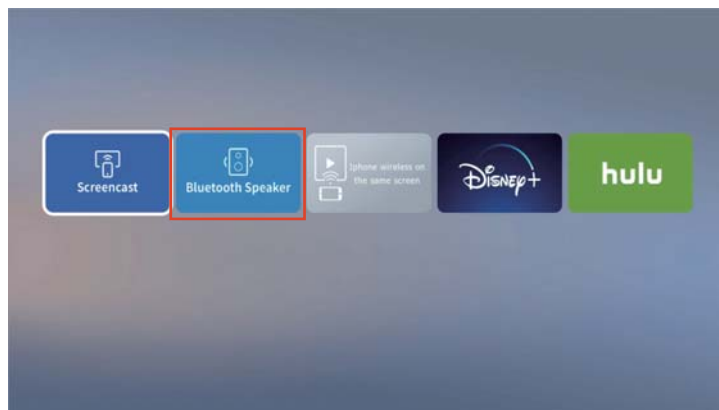 Screencast
Bluetooth Speaker
Iphone wireless on
the same screen
Disney+
hulu